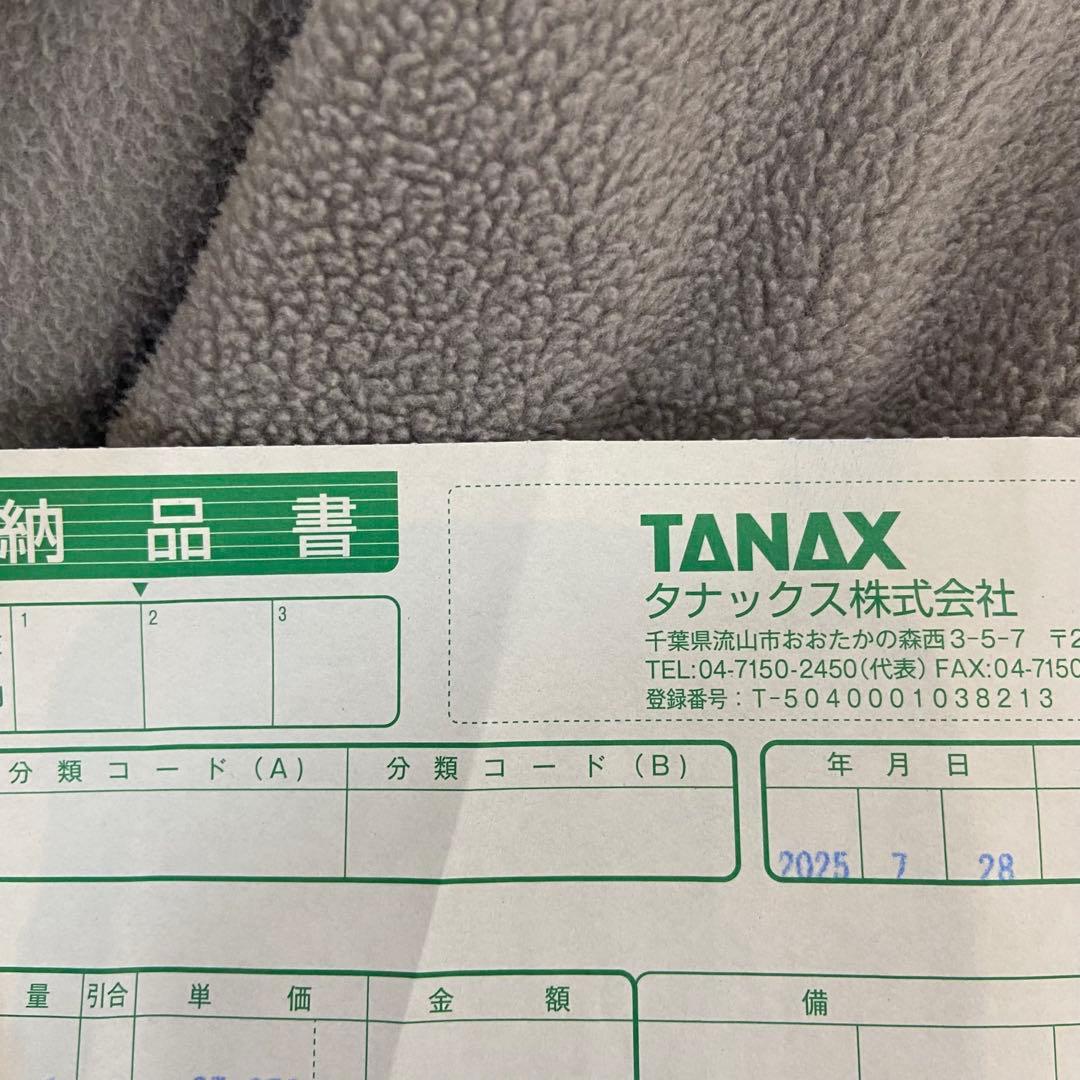 納品書
TANAX
タナックス株式会社
千葉県流山市おおたかの森西3-5-7 〒2
TEL:04-7150-2450(代表) FAX:04-7150
登録番号：T-5040001038213
1 2 3
分類コード(A) 分類コード(B) 年月日
2025 7 28
量 引合 単価 金額 備